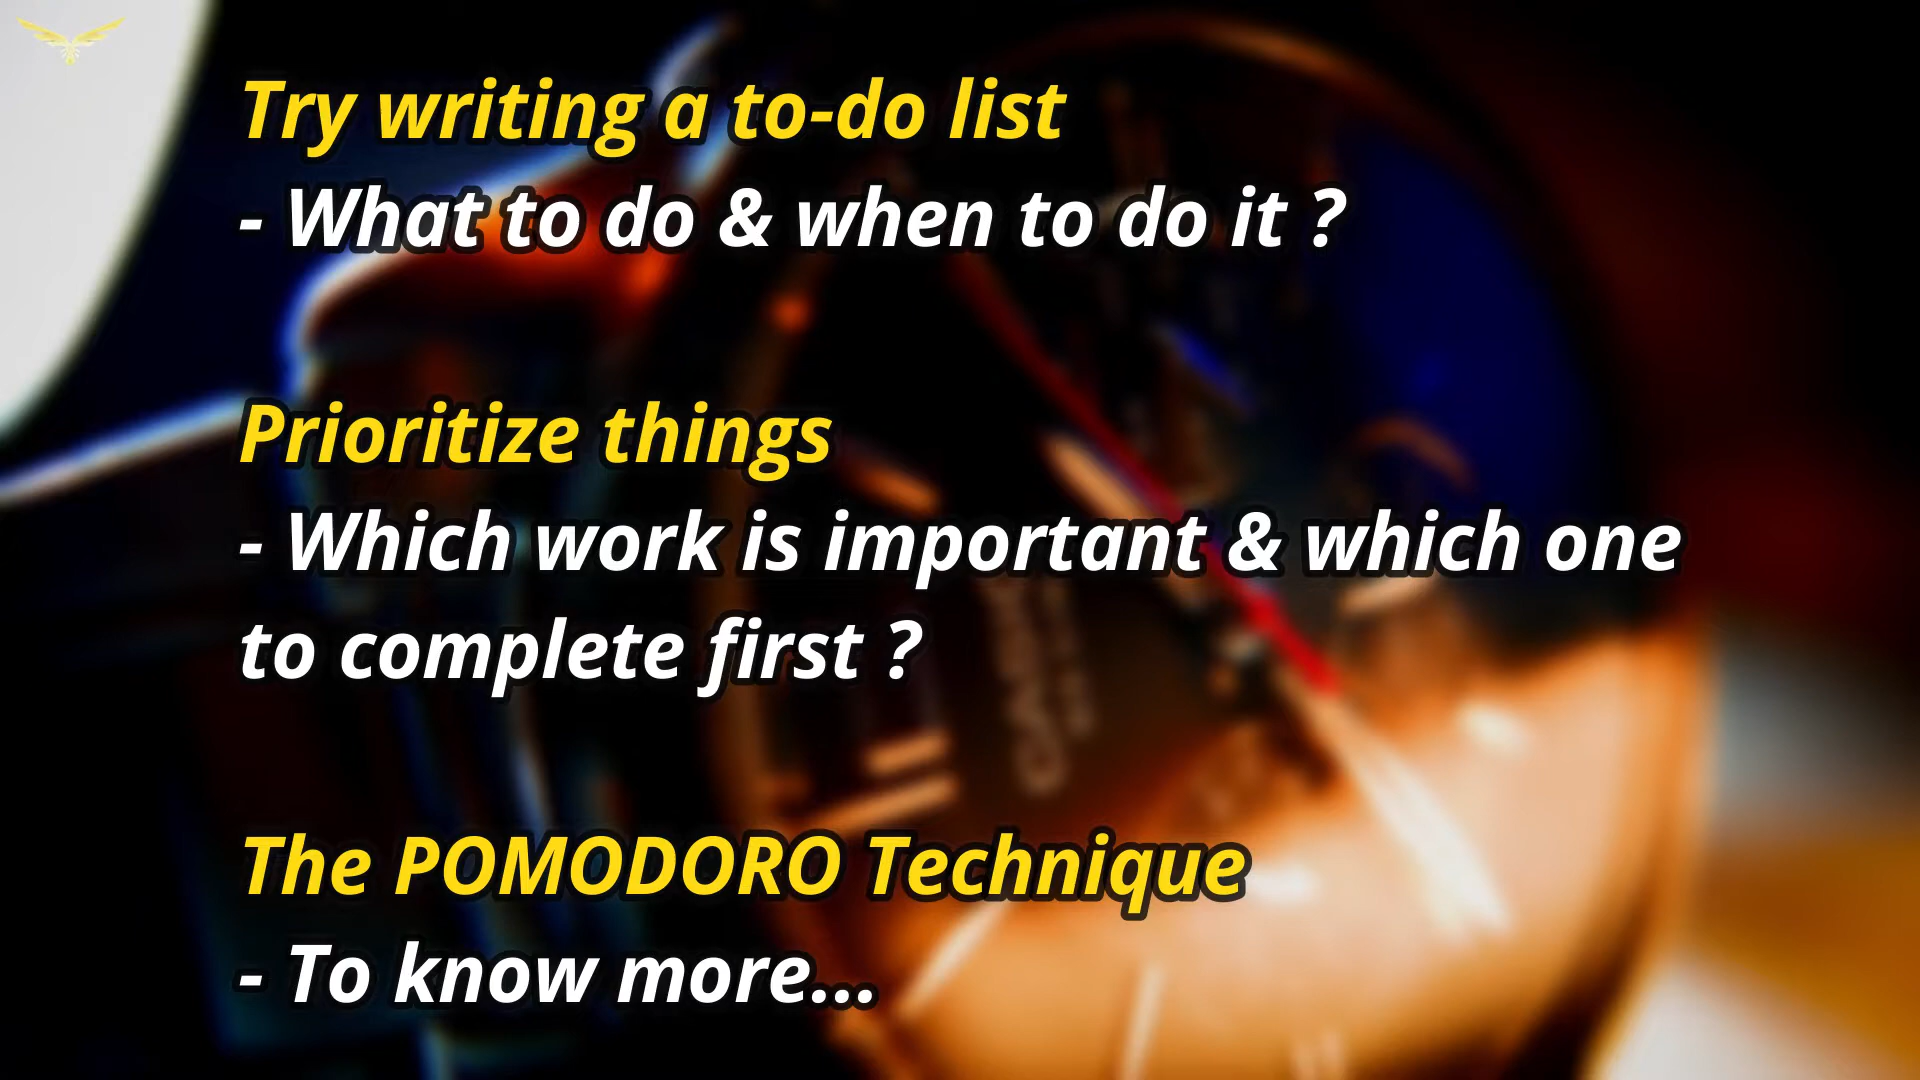 Try writing a to-do list
- What to do & when to do it ?
Prioritize things
- Which work is important & which one
to complete first ?
The POMODORO Technique
- To know more...